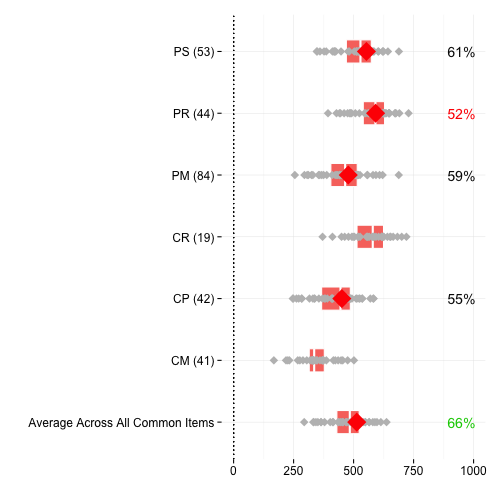 PS (53) 61%
PR (44) 52%
PM (84) 59%
CR (19)
CP (42) 55%
CM (41)
Average Across All Common Items 66%
0 250 500 750 1000